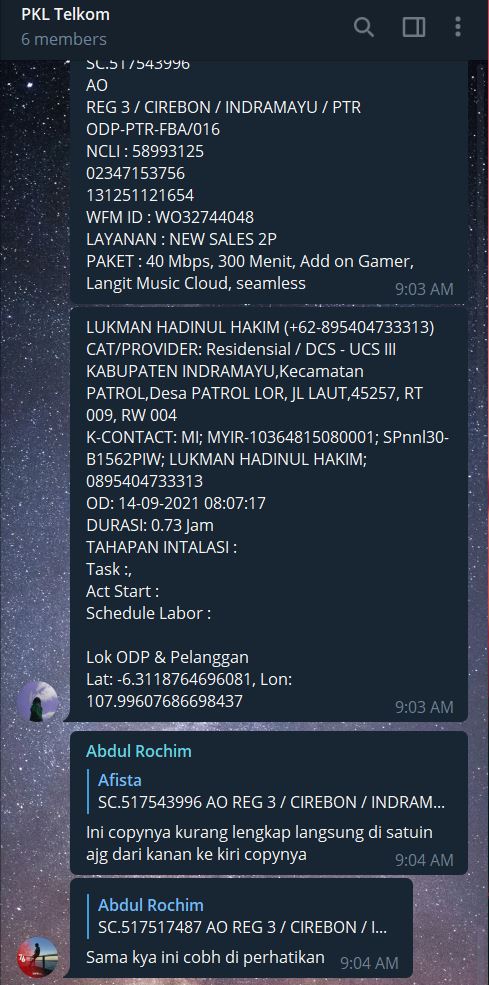 PKL Telkom
6 members
SC.517543996
AO
REG 3 / CIREBON / INDRAMAYU / PTR
ODP-PTR-FBA/016
NCLI : 58993125
02347153756
131251121654
WFM ID : WO32744048
LAYANAN : NEW SALES 2P
PAKET : 40 Mbps, 300 Menit, Add on Gamer,
Langit Music Cloud, seamless
9:03 AM
LUKMAN HADINUL HAKIM (+62-895404733313)
CAT/PROVIDER: Residensial / DCS - UCS III
KABUPATEN INDRAMAYU,Kecamatan
PATROL,Desa PATROL LOR, JL LAUT,45257, RT
009, RW 004
K-CONTACT: MI; MYIR-10364815080001; SPnnl30-
B1562PIW; LUKMAN HADINUL HAKIM;
0895404733313
OD: 14-09-2021 08:07:17
DURASI: 0.73 Jam
TAHAPAN INTALASI :
Task :,
Act Start :
Schedule Labor :
Lok ODP & Pelanggan
Lat: -6.3118764696081, Lon:
107.99607686698437
9:03 AM
Abdul Rochim
Afista
SC.517543996 AO REG 3 / CIREBON / INDRAM...
Ini copynya kurang lengkap langsung di satuin
ajg dari kanan ke kiri copynya
9:04 AM
Abdul Rochim
SC.517517487 AO REG 3 / CIREBON / I...
Sama kya ini cobh di perhatikan
9:04 AM